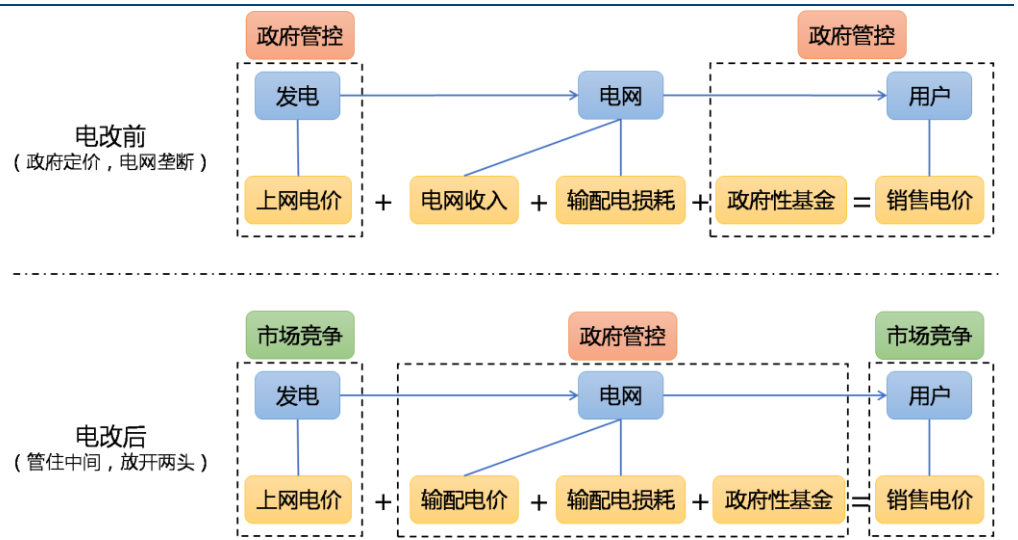 政府管控
政府管控
发电
电网
用户
电改前
(政府定价，电网垄断)
上网电价 + 电网收入 + 输配电损耗 + 政府性基金 = 销售电价
市场竞争
政府管控
市场竞争
发电
电网
用户
电改后
(管住中间，放开两头)
上网电价 + 输配电价 + 输配电损耗 + 政府性基金 = 销售电价